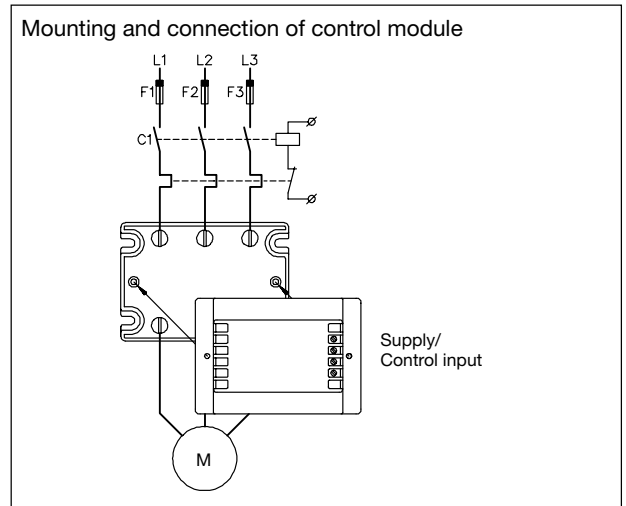 Mounting and connection of control module
L1 L2 L3
F1 F2 F3
C1
Supply/
Control input
M